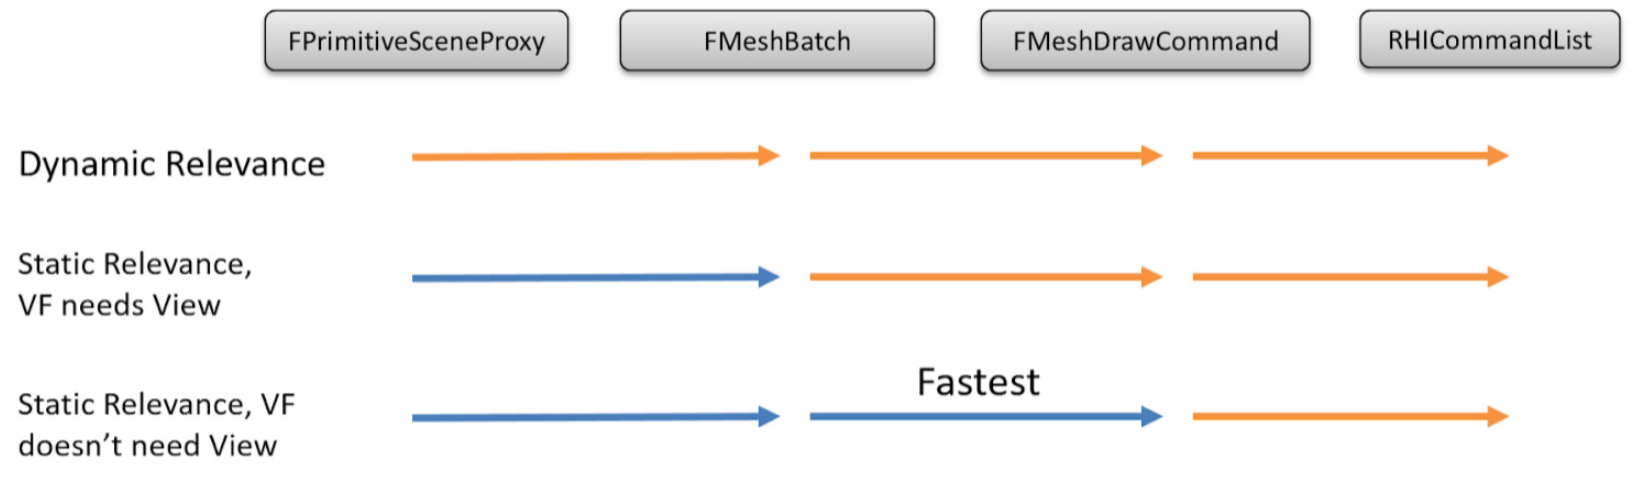 FPrimitiveSceneProxy
FMeshBatch
FMeshDrawCommand
RHICommandList
Dynamic Relevance
Static Relevance,
VF needs View
Fastest
Static Relevance, VF
doesn’t need View